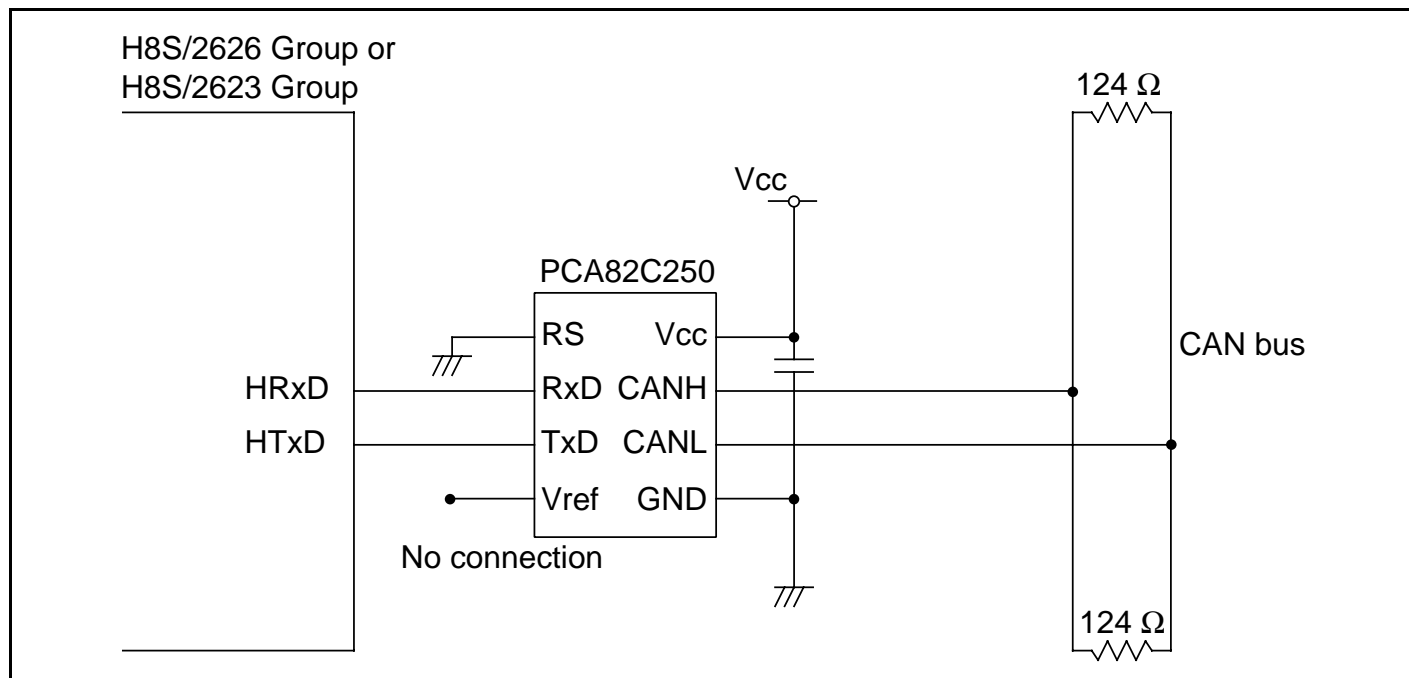 H8S/2626 Group or
H8S/2623 Group
124 Ω
Vcc
PCA82C250
RS
Vcc
CAN bus
HRxD
RxD
CANH
HTxD
TxD
CANL
Vref
GND
No connection
124 Ω